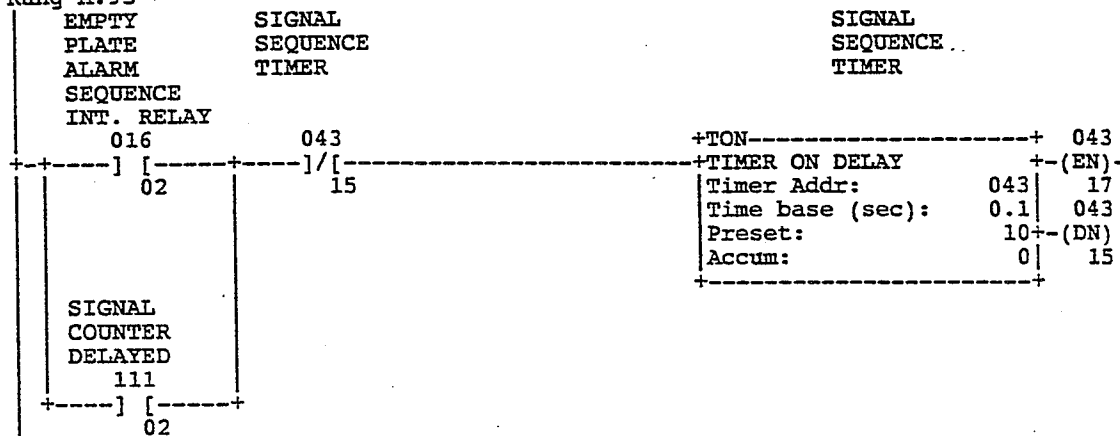 EMPTY SIGNAL SIGNAL
PLATE SEQUENCE SEQUENCE
ALARM TIMER TIMER
SEQUENCE
INT. RELAY
016 043 +TON--------------------+ 043
+-+----] [-----+----]/[------------------------+TIMER ON DELAY +-(EN)-
02 15 |Timer Addr: 043| 17
|Time base (sec): 0.1| 043
|Preset: 10+-(DN)
|Accum: 0| 15
+-----------------------+
SIGNAL
COUNTER
DELAYED
111
+----] [-----+
02